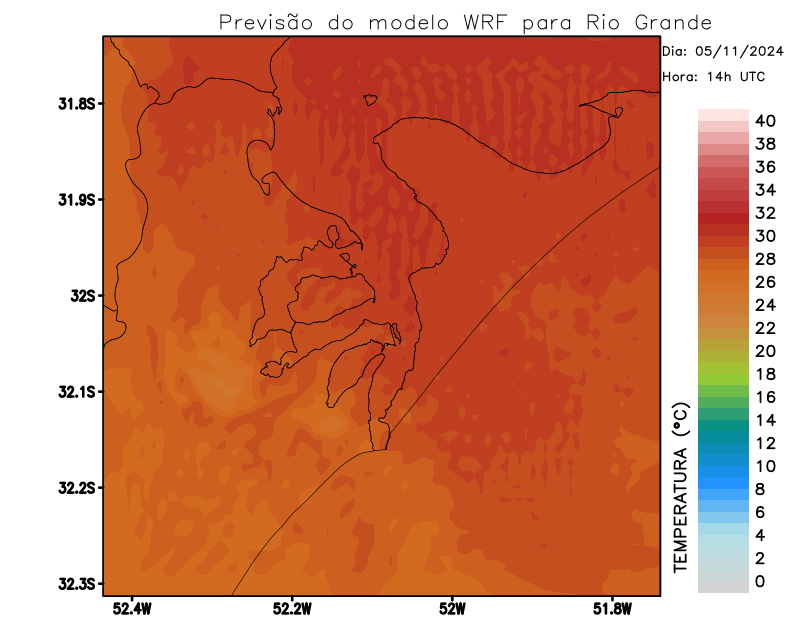 Previsão do modelo WRF para Rio Grande
Dia: 05/11/2024
Hora: 14h UTC
31.8S
31.9S
32S
32.1S
32.2S
32.3S
52.4W
52.2W
52W
51.8W
TEMPERATURA (°C)
40
38
36
34
32
30
28
26
24
22
20
18
16
14
12
10
8
6
4
2
0